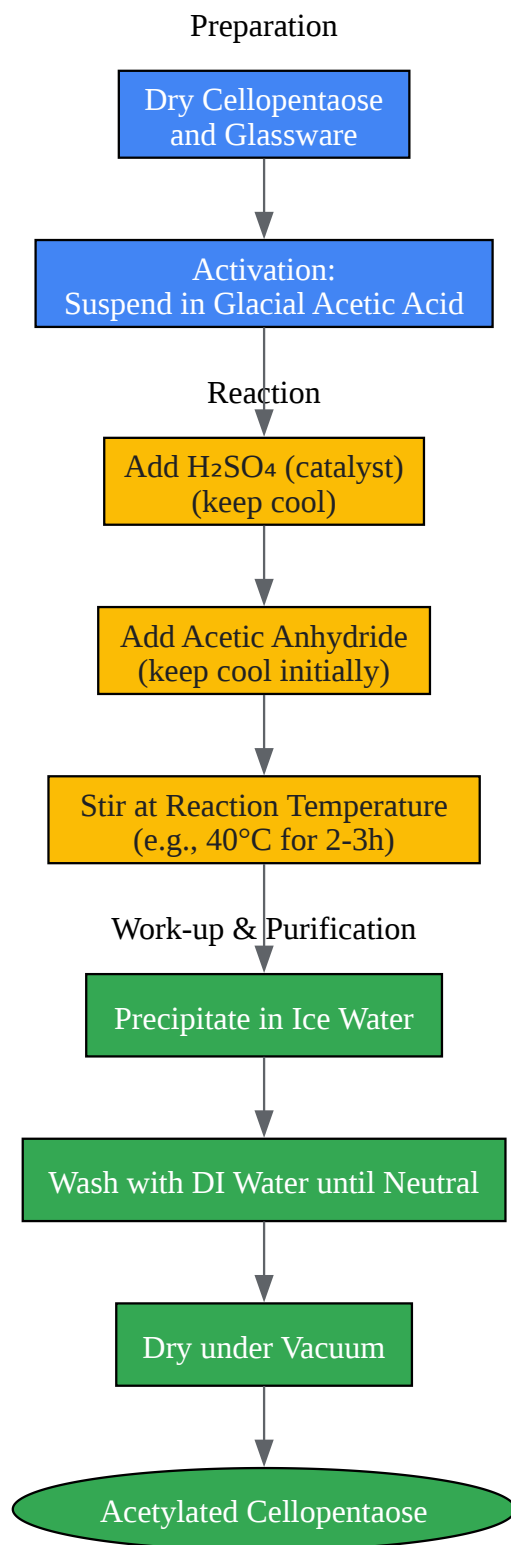 Preparation
Dry Cellopentaose
and Glassware
Activation:
Suspend in Glacial Acetic Acid
Reaction
Add H₂SO₄ (catalyst)
(keep cool)
Add Acetic Anhydride
(keep cool initially)
Stir at Reaction Temperature
(e.g., 40°C for 2-3h)
Work-up & Purification
Precipitate in Ice Water
Wash with DI Water until Neutral
Dry under Vacuum
Acetylated Cellopentaose